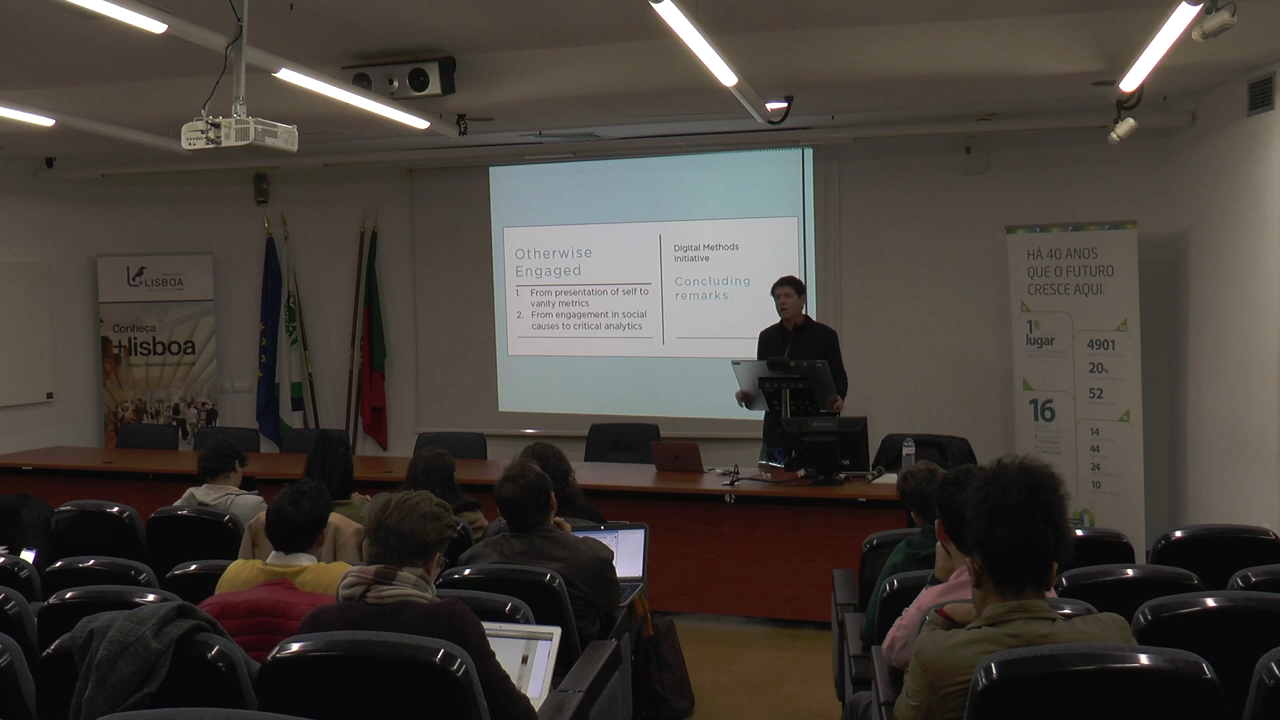 LISBOA
Conheça
+lisboa
Otherwise
Engaged
1. From presentation of self to
vanity metrics
2. From engagement in social
causes to critical analytics
Digital Methods
Initiative
Concluding
remarks
HÁ 40 ANOS
QUE O FUTURO
CRESCE AQUI.
1º
lugar
16
4901
20%
52
14
44
24
10